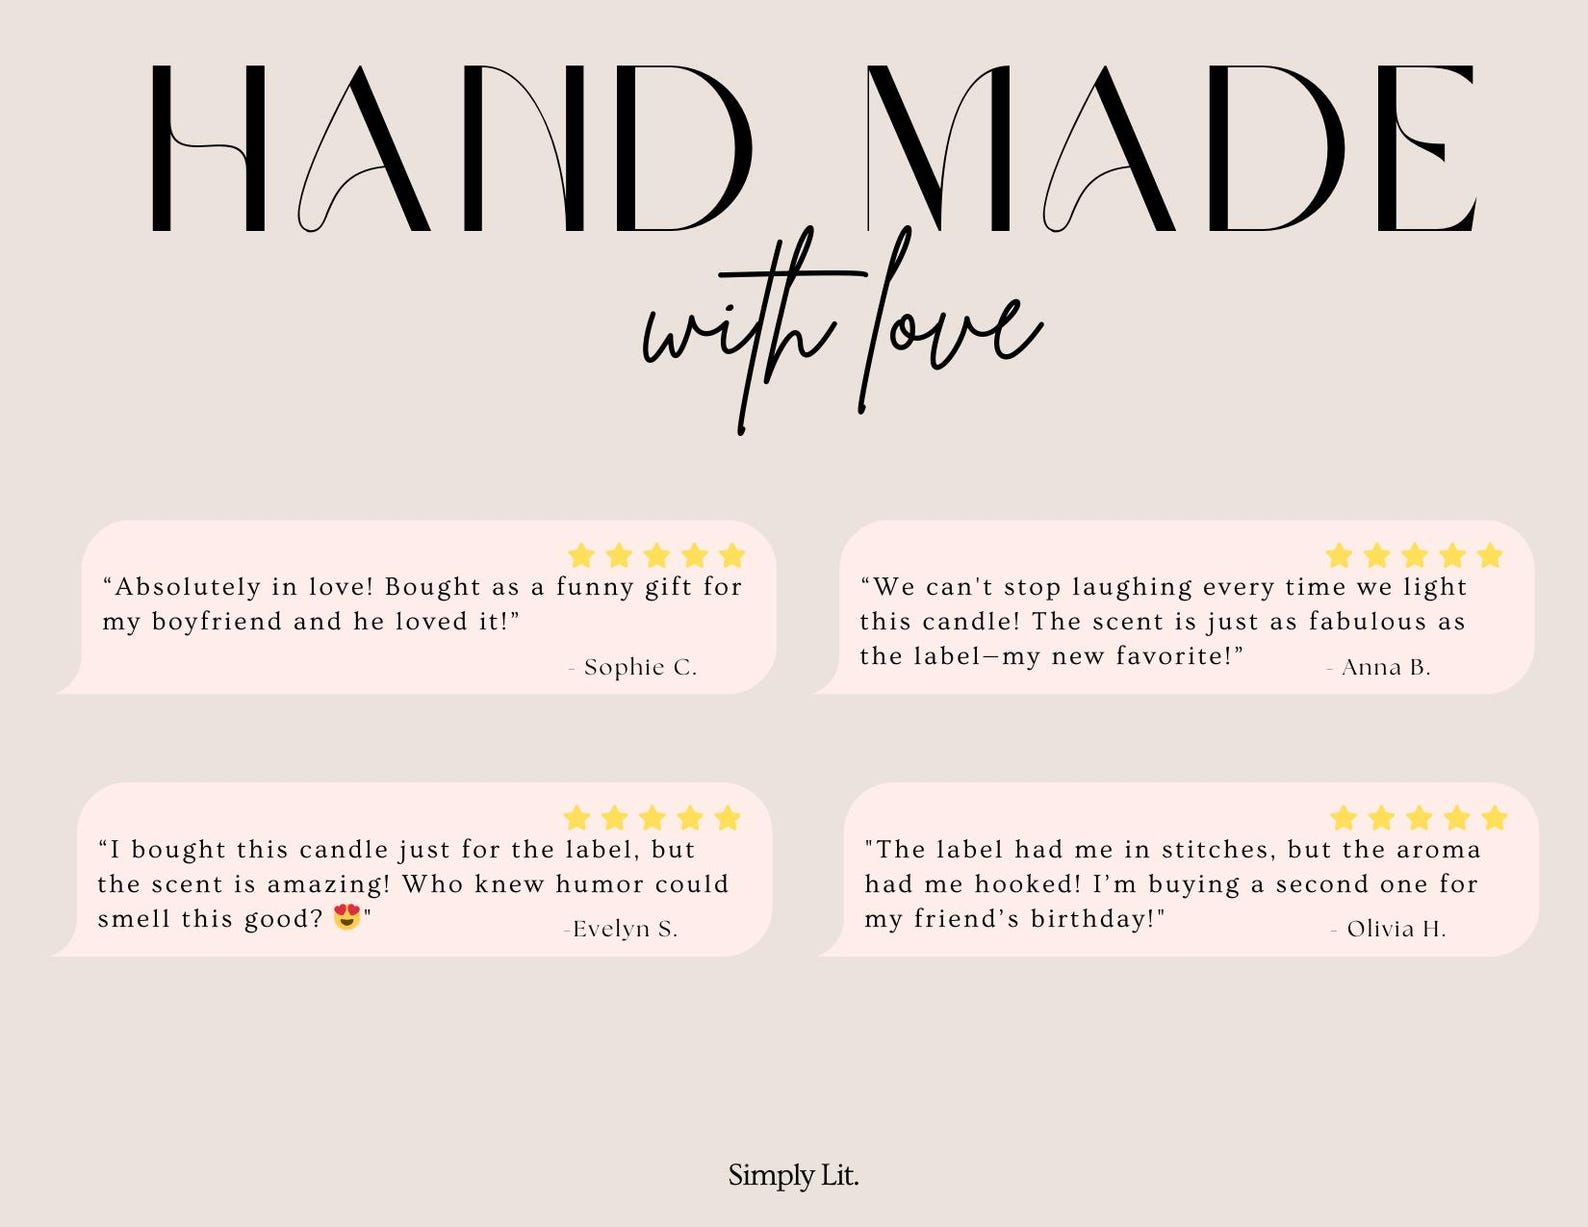 HAND MADE
with love
“Absolutely in love! Bought as a funny gift for
my boyfriend and he loved it!”
- Sophie C.
“We can't stop laughing every time we light
this candle! The scent is just as fabulous as
the label—my new favorite!”
- Anna B.
“I bought this candle just for the label, but
the scent is amazing! Who knew humor could
smell this good? 😍"
-Evelyn S.
"The label had me in stitches, but the aroma
had me hooked! I’m buying a second one for
my friend’s birthday!"
- Olivia H.
Simply Lit.